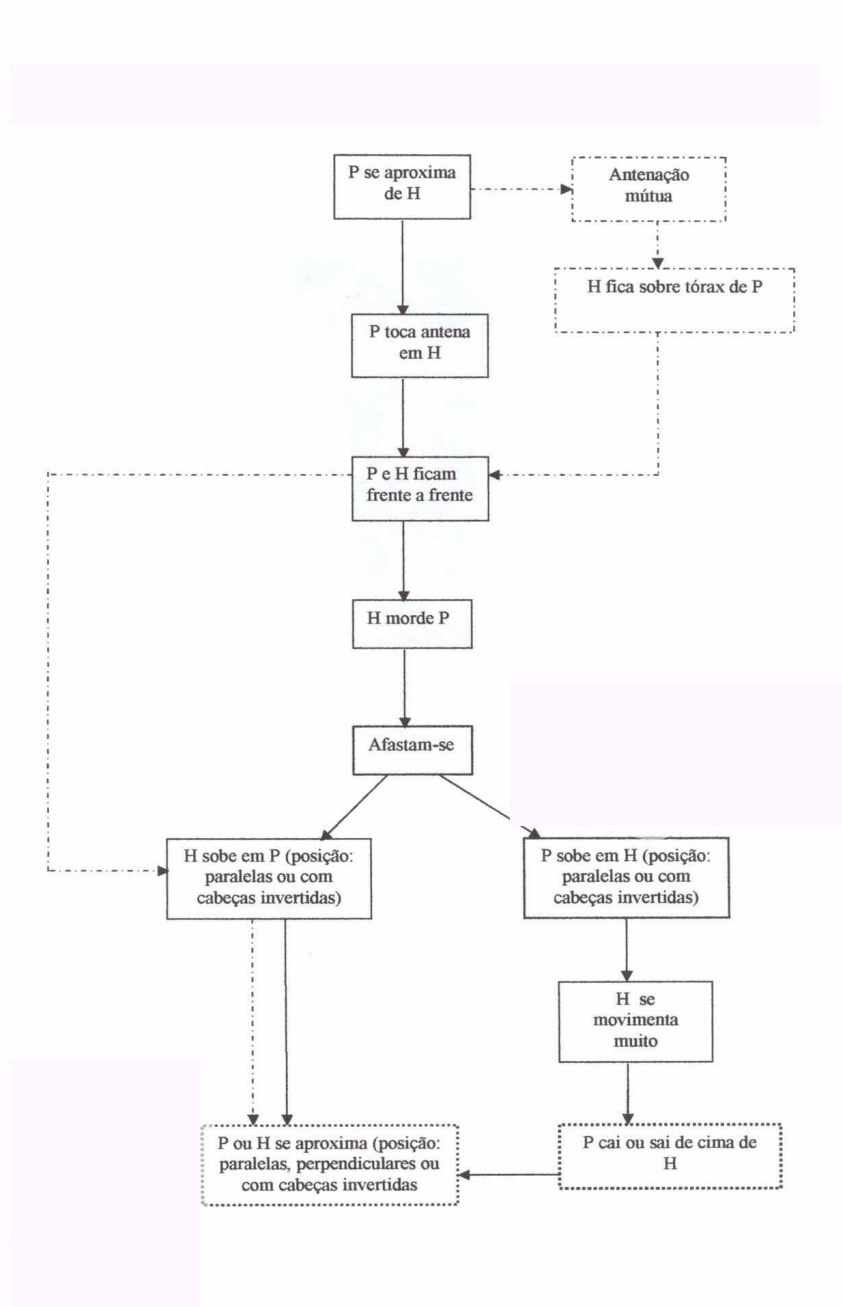 P se aproxima
de H
Antenação
mútua
H fica sobre tórax de P
P toca antena
em H
P e H ficam
frente a frente
H morde P
Afastam-se
H sobe em P (posição:
paralelas ou com
cabeças invertidas)
P sobe em H (posição:
paralelas ou com
cabeças invertidas)
H se
movimenta
muito
P ou H se aproxima (posição:
paralelas, perpendiculares ou
com cabeças invertidas
P cai ou sai de cima de
H